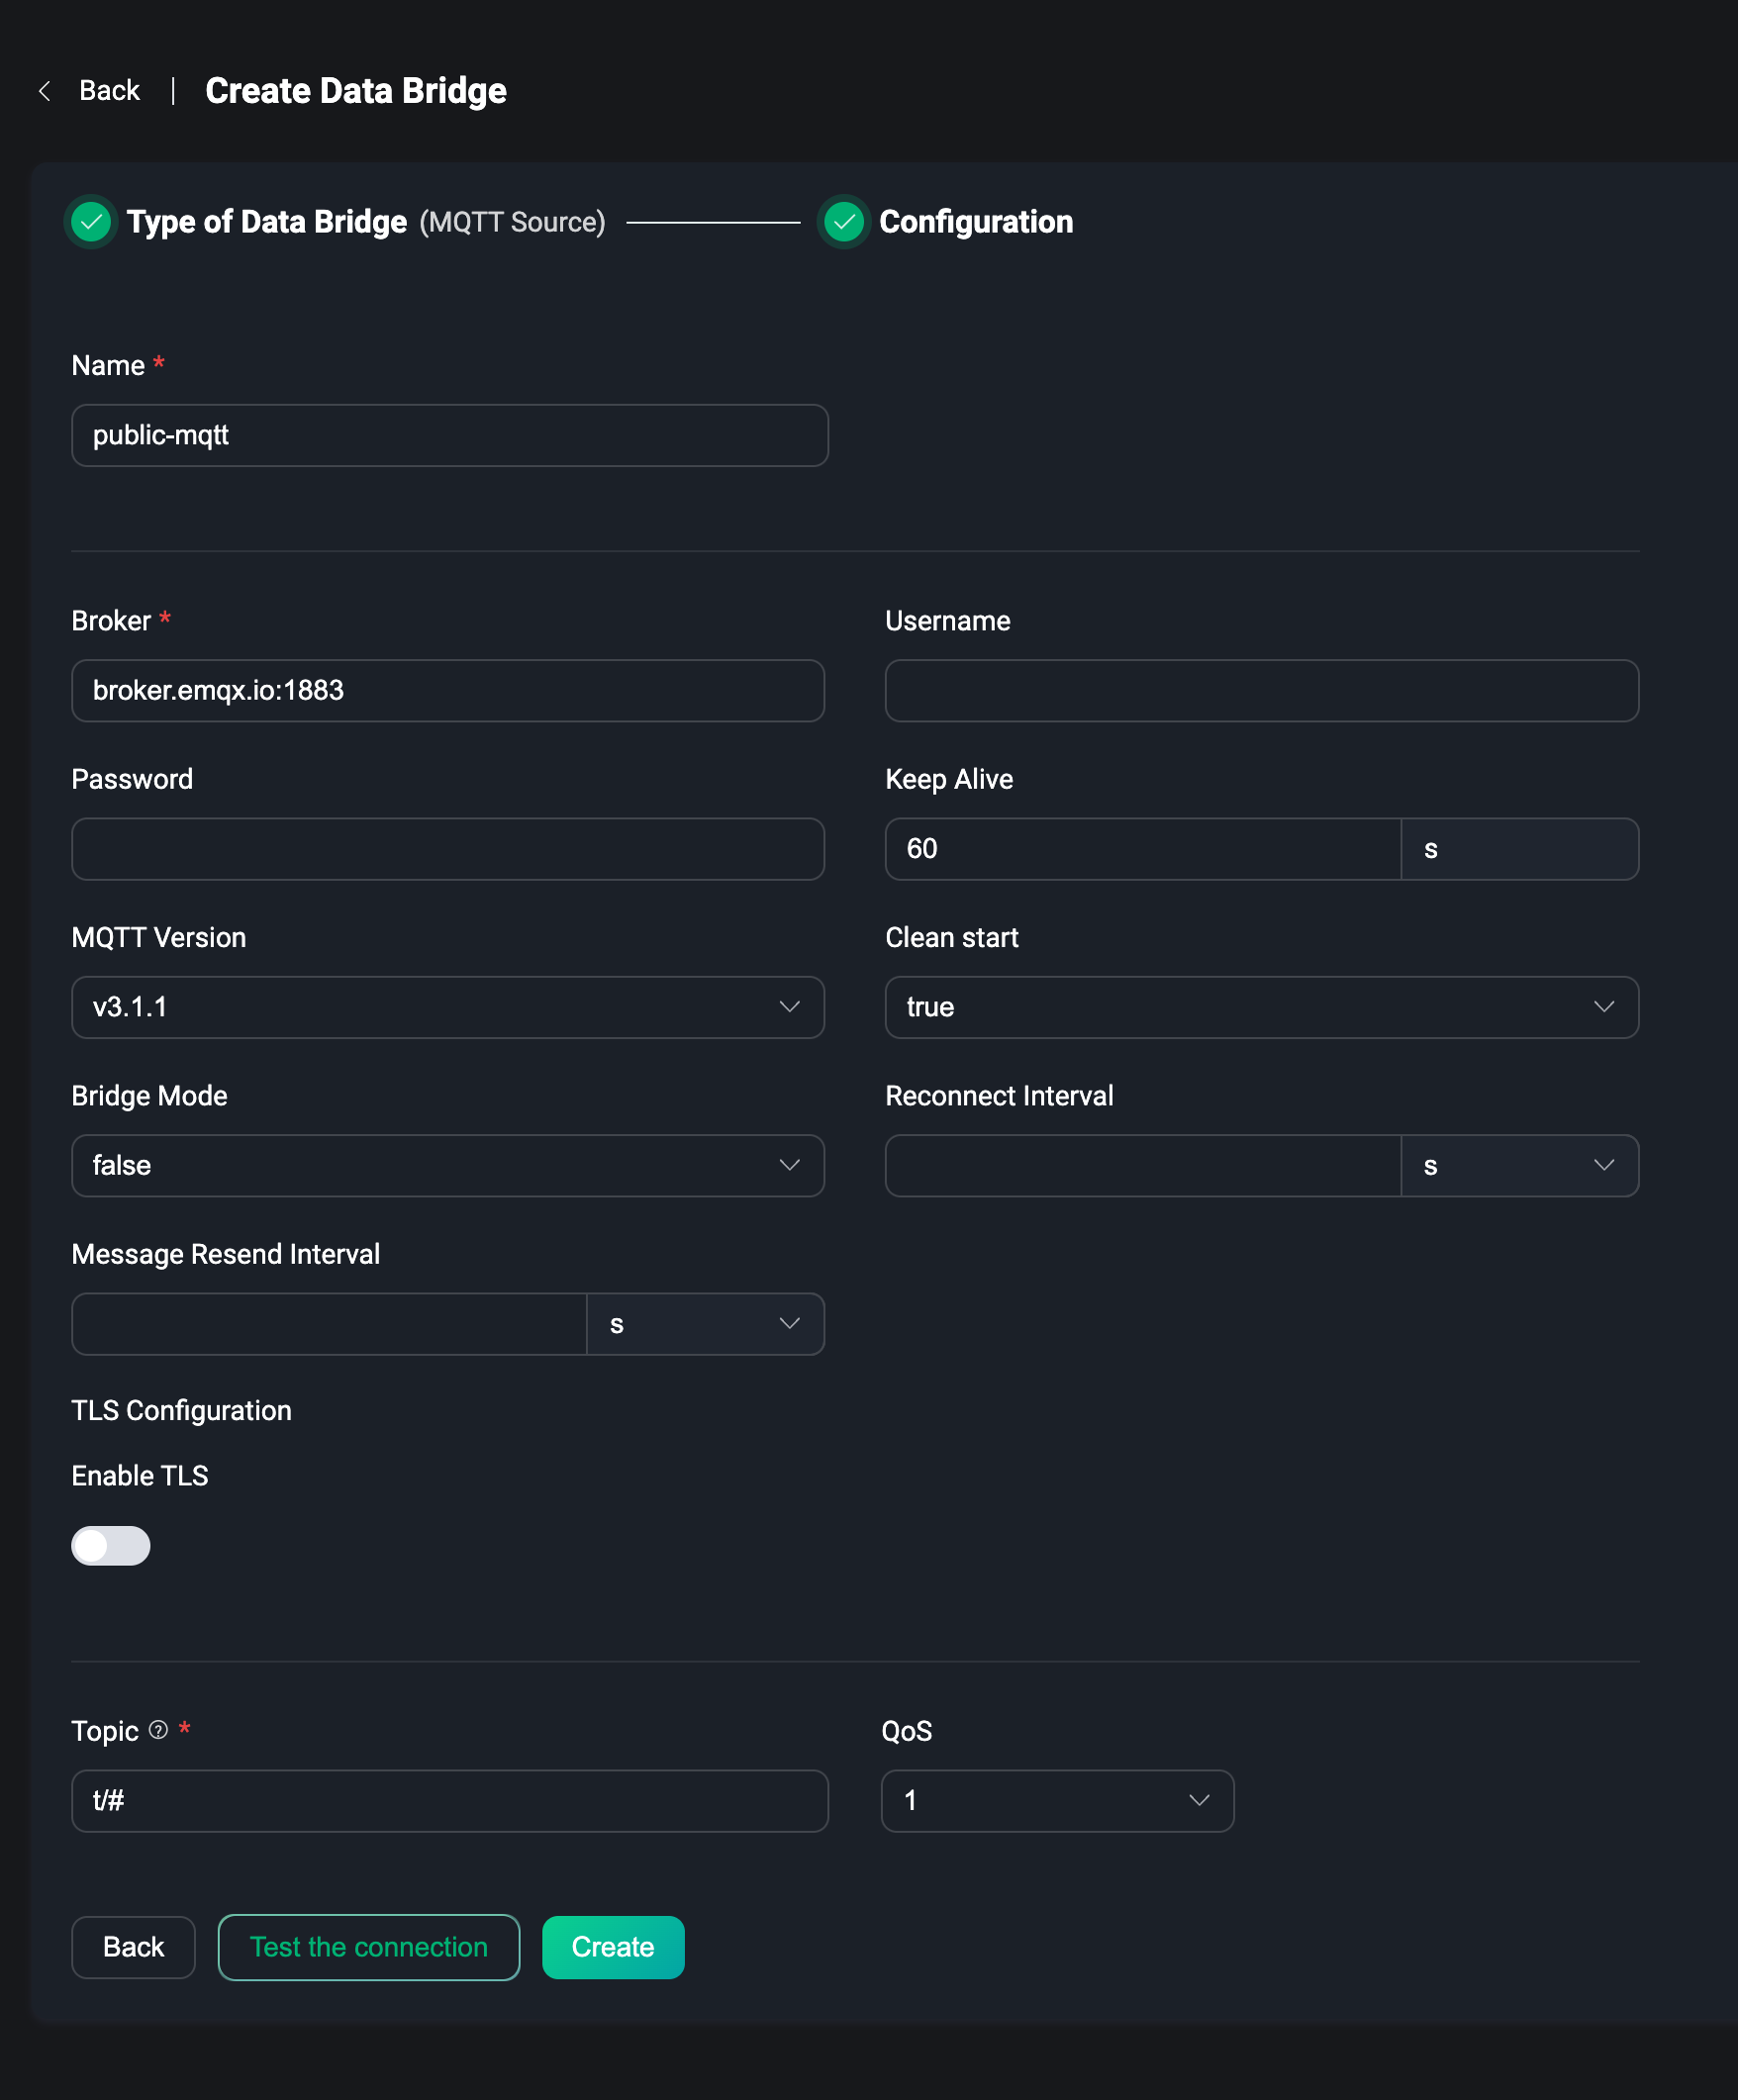 Back | Create Data Bridge
Type of Data Bridge (MQTT Source) Configuration
Name *
public-mqtt
Broker * Username
broker.emqx.io:1883
Password Keep Alive
60 s
MQTT Version Clean start
v3.1.1 true
Bridge Mode Reconnect Interval
false s
Message Resend Interval
s
TLS Configuration
Enable TLS
Topic ? * QoS
t/# 1
Back Test the connection Create